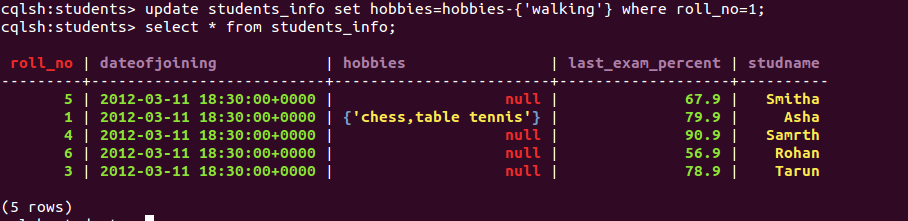 cqlsh:students> update students_info set hobbies=hobbies-{'walking'} where roll_no=1;
cqlsh:students> select * from students_info;
 roll_no | dateofjoining            | hobbies                 | last_exam_percent | studname
---------+--------------------------+-------------------------+-------------------+----------
       5 | 2012-03-11 18:30:00+0000 |                    null |              67.9 |   Smitha
       1 | 2012-03-11 18:30:00+0000 | {'chess,table tennis'} |              79.9 |     Asha
       4 | 2012-03-11 18:30:00+0000 |                    null |              90.9 |   Samrth
       6 | 2012-03-11 18:30:00+0000 |                    null |              56.9 |    Rohan
       3 | 2012-03-11 18:30:00+0000 |                    null |              78.9 |    Tarun
(5 rows)